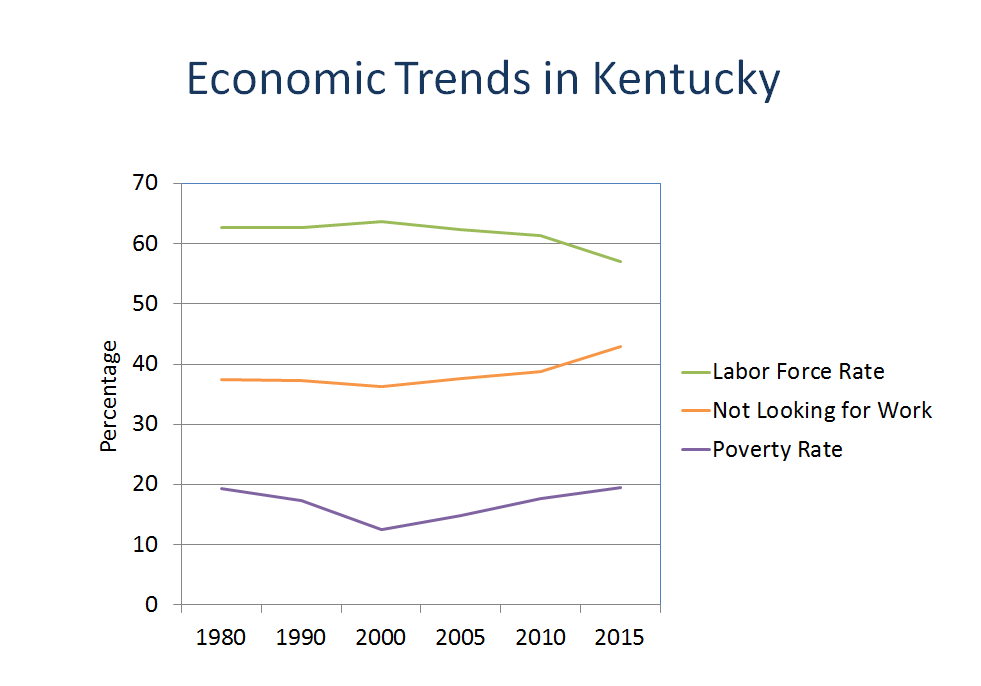 Economic Trends in Kentucky
70
60
50
40
30
20
10
0
Percentage
1980 1990 2000 2005 2010 2015
Labor Force Rate
Not Looking for Work
Poverty Rate